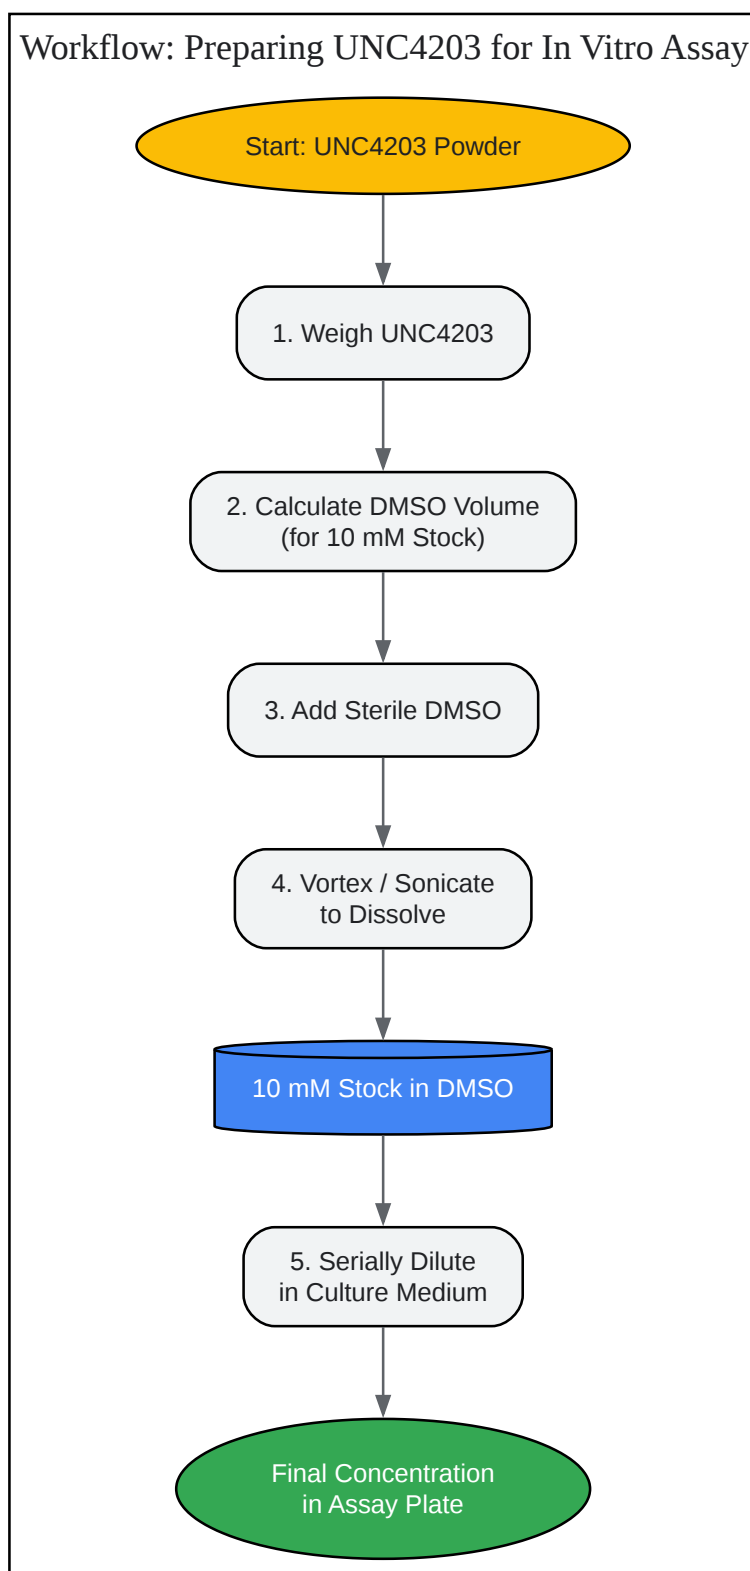 Workflow: Preparing UNC4203 for In Vitro Assay
Start: UNC4203 Powder
1. Weigh UNC4203
2. Calculate DMSO Volume
(for 10 mM Stock)
3. Add Sterile DMSO
4. Vortex / Sonicate
to Dissolve
10 mM Stock in DMSO
5. Serially Dilute
in Culture Medium
Final Concentration
in Assay Plate